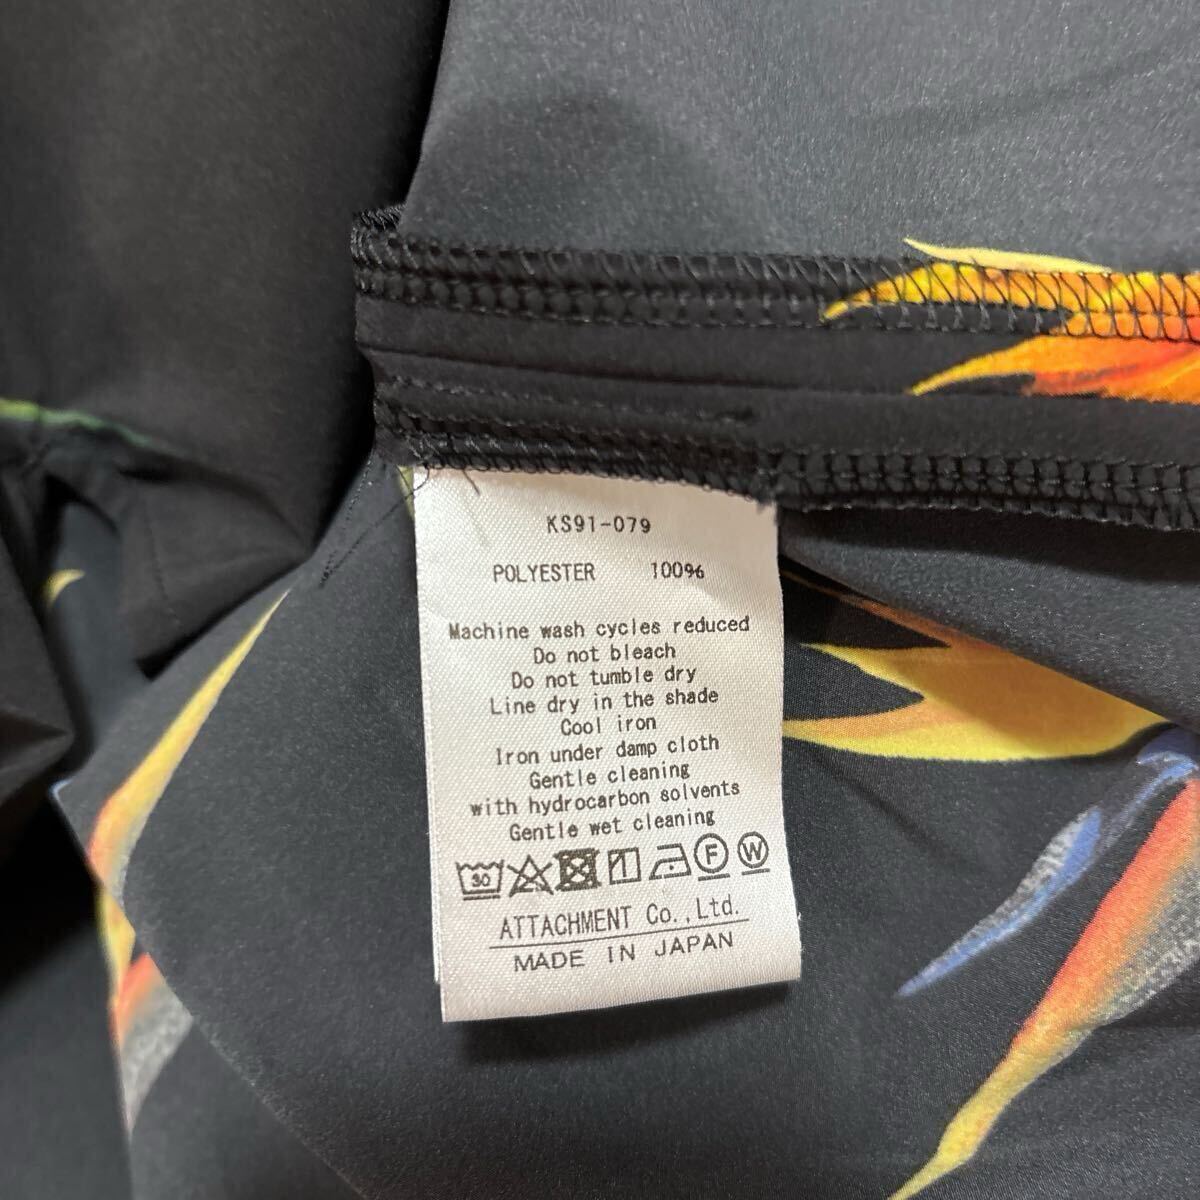 KS91-079
POLYESTER 100%
Machine wash cycles reduced
Do not bleach
Do not tumble dry
Line dry in the shade
Cool iron
Iron under damp cloth
Gentle cleaning
with hydrocarbon solvents
Gentle wet cleaning
30 F W
ATTACHMENT Co.,Ltd.
MADE IN JAPAN